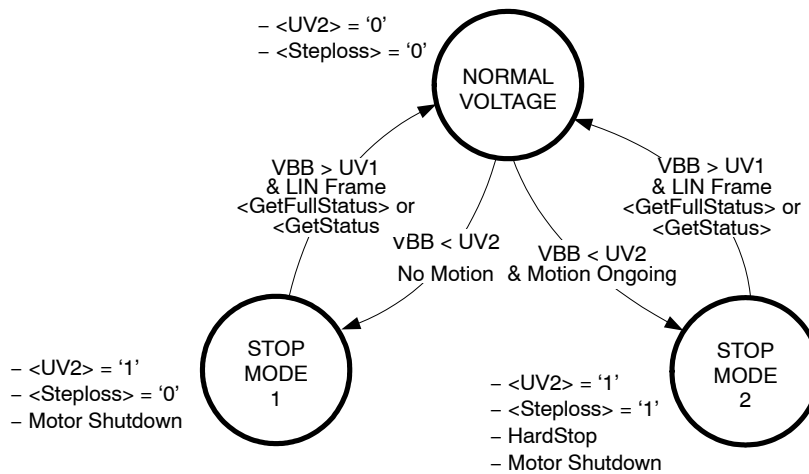 – <UV2> = ‘0’
– <Steploss> = ‘0’
NORMAL
VOLTAGE
VBB > UV1
& LIN Frame
<GetFullStatus> or
<GetStatus
vBB < UV2
No Motion
VBB < UV2
& Motion Ongoing
VBB > UV1
& LIN Frame
<GetFullStatus> or
<GetStatus>
STOP
MODE
1
– <UV2> = ‘1’
– <Steploss> = ‘0’
– Motor Shutdown
STOP
MODE
2
– <UV2> = ‘1’
– <Steploss> = ‘1’
– HardStop
– Motor Shutdown